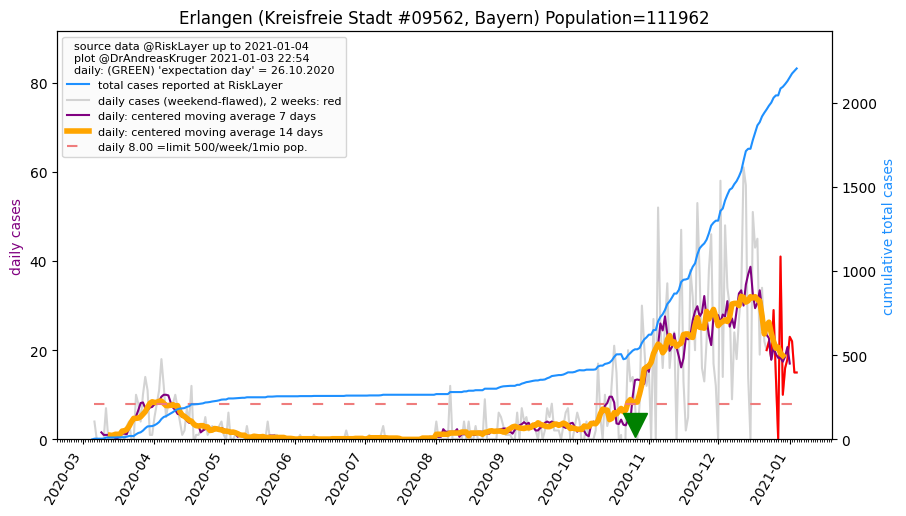 Erlangen (Kreisfreie Stadt #09562, Bayern) Population=111962
source data @RiskLayer up to 2021-01-04
plot @DrAndreasKruger 2021-01-03 22:54
daily: (GREEN) 'expectation day' = 26.10.2020
total cases reported at RiskLayer
daily cases (weekend-flawed), 2 weeks: red
daily: centered moving average 7 days
daily: centered moving average 14 days
daily 8.00 =limit 500/week/1mio pop.
daily cases
80
60
40
20
0
cumulative total cases
2000
1500
1000
500
0
2020-03
2020-04
2020-05
2020-06
2020-07
2020-08
2020-09
2020-10
2020-11
2020-12
2021-01